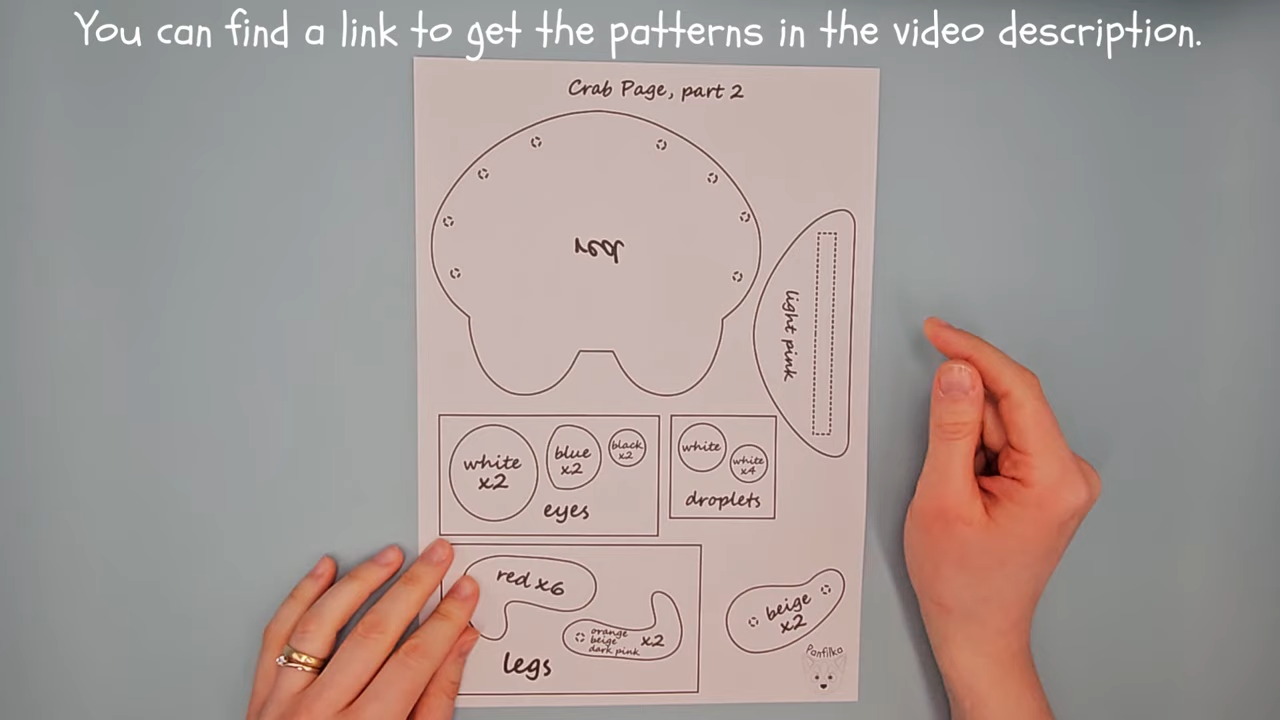 You can find a link to get the patterns in the video description.
Crab Page, part 2
red
light pink
white
x2
blue
x2
black
x2
eyes
white
white
x4
droplets
red x6
orange
beige
dark pink
x2
legs
beige
x2
Panfilka